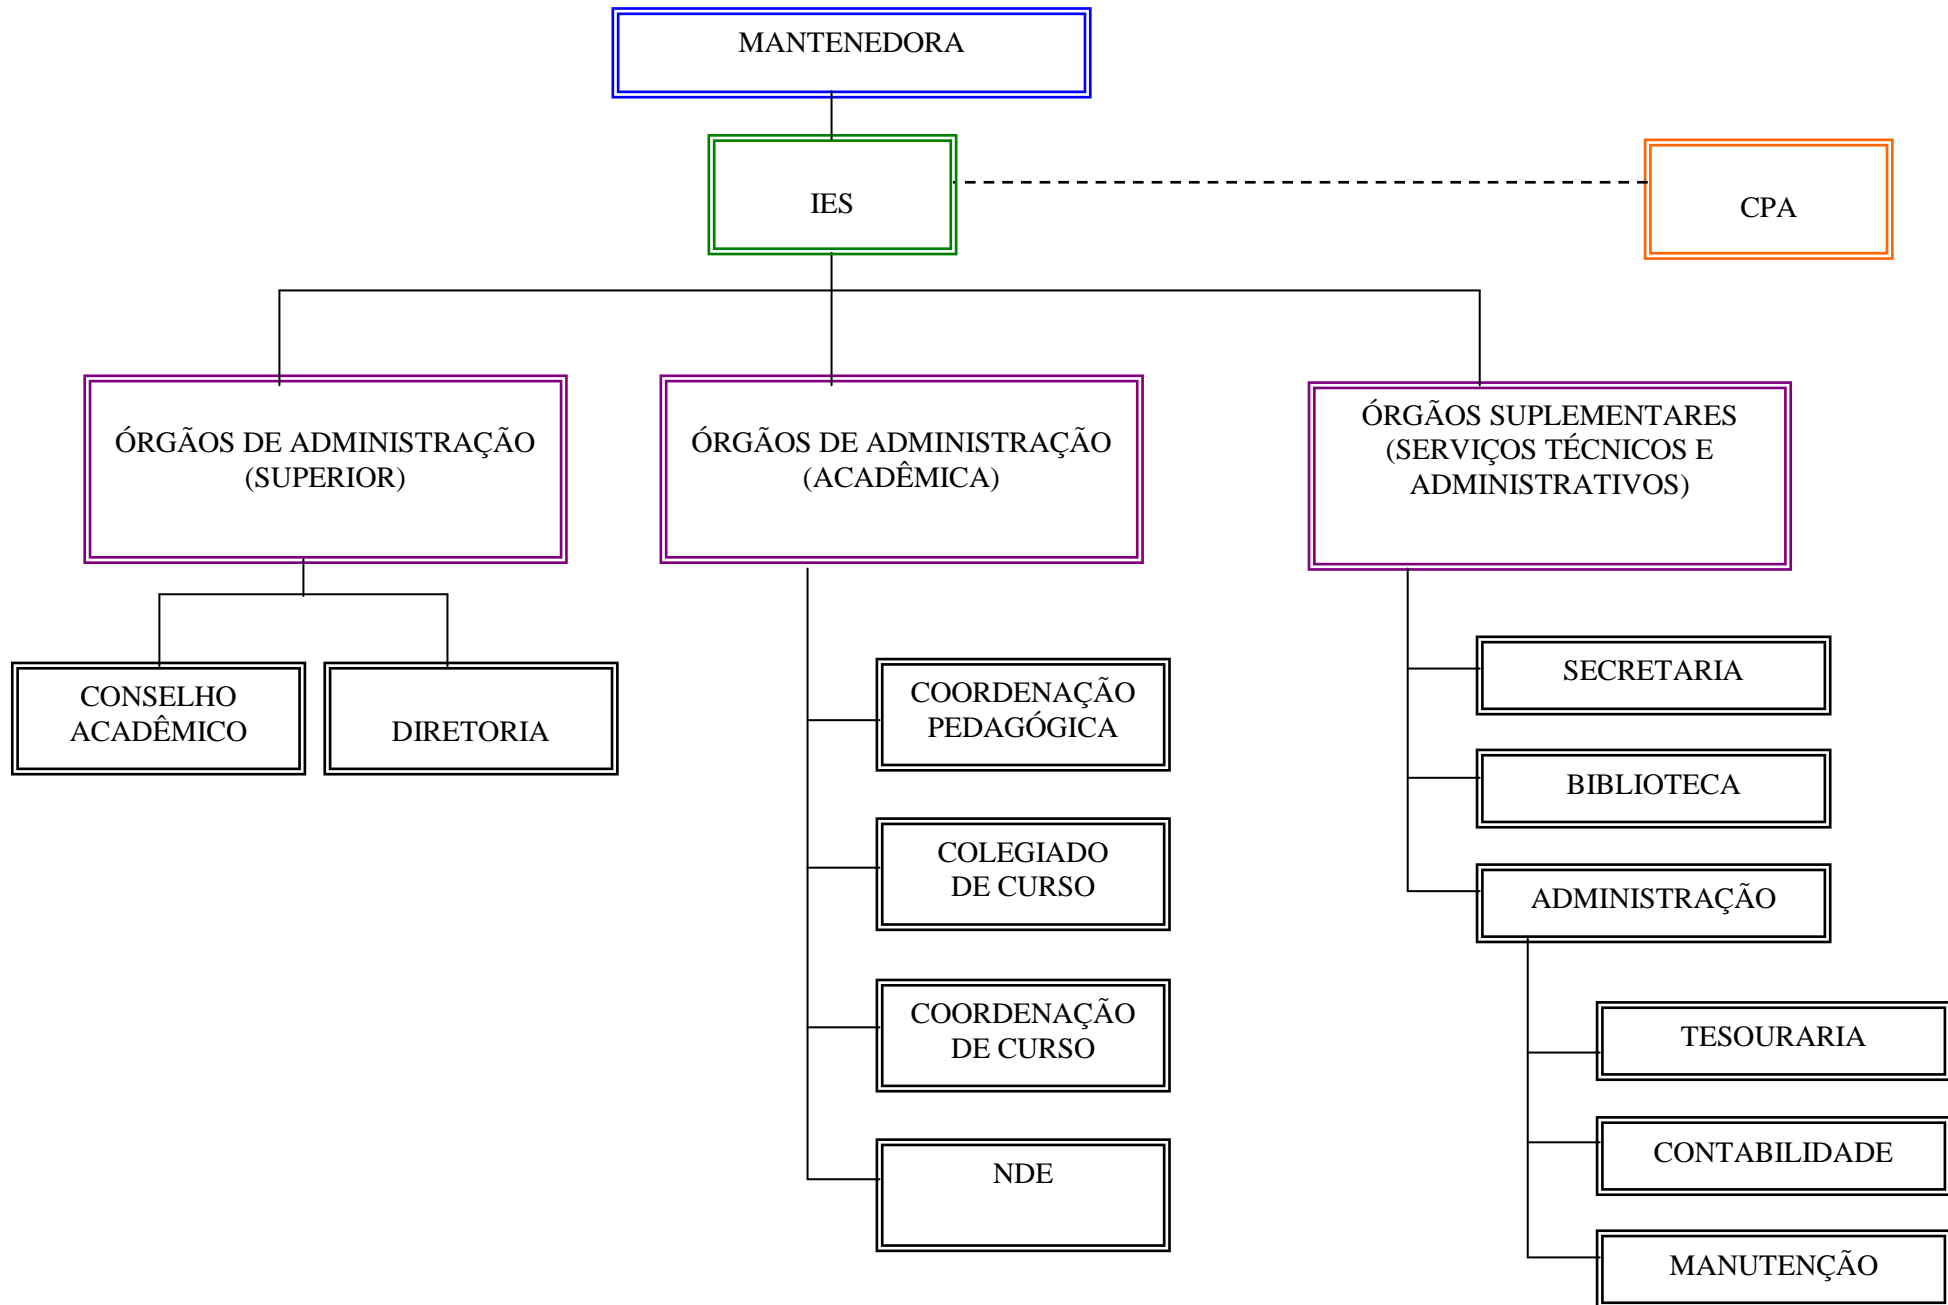 MANTENEDORA
IES
CPA
ÓRGÃOS DE ADMINISTRAÇÃO
(SUPERIOR)
ÓRGÃOS DE ADMINISTRAÇÃO
(ACADÊMICA)
ÓRGÃOS SUPLEMENTARES
(SERVIÇOS TÉCNICOS E
ADMINISTRATIVOS)
CONSELHO
ACADÊMICO
DIRETORIA
COORDENAÇÃO
PEDAGÓGICA
COLEGIADO
DE CURSO
COORDENAÇÃO
DE CURSO
NDE
SECRETARIA
BIBLIOTECA
ADMINISTRAÇÃO
TESOURARIA
CONTABILIDADE
MANUTENÇÃO